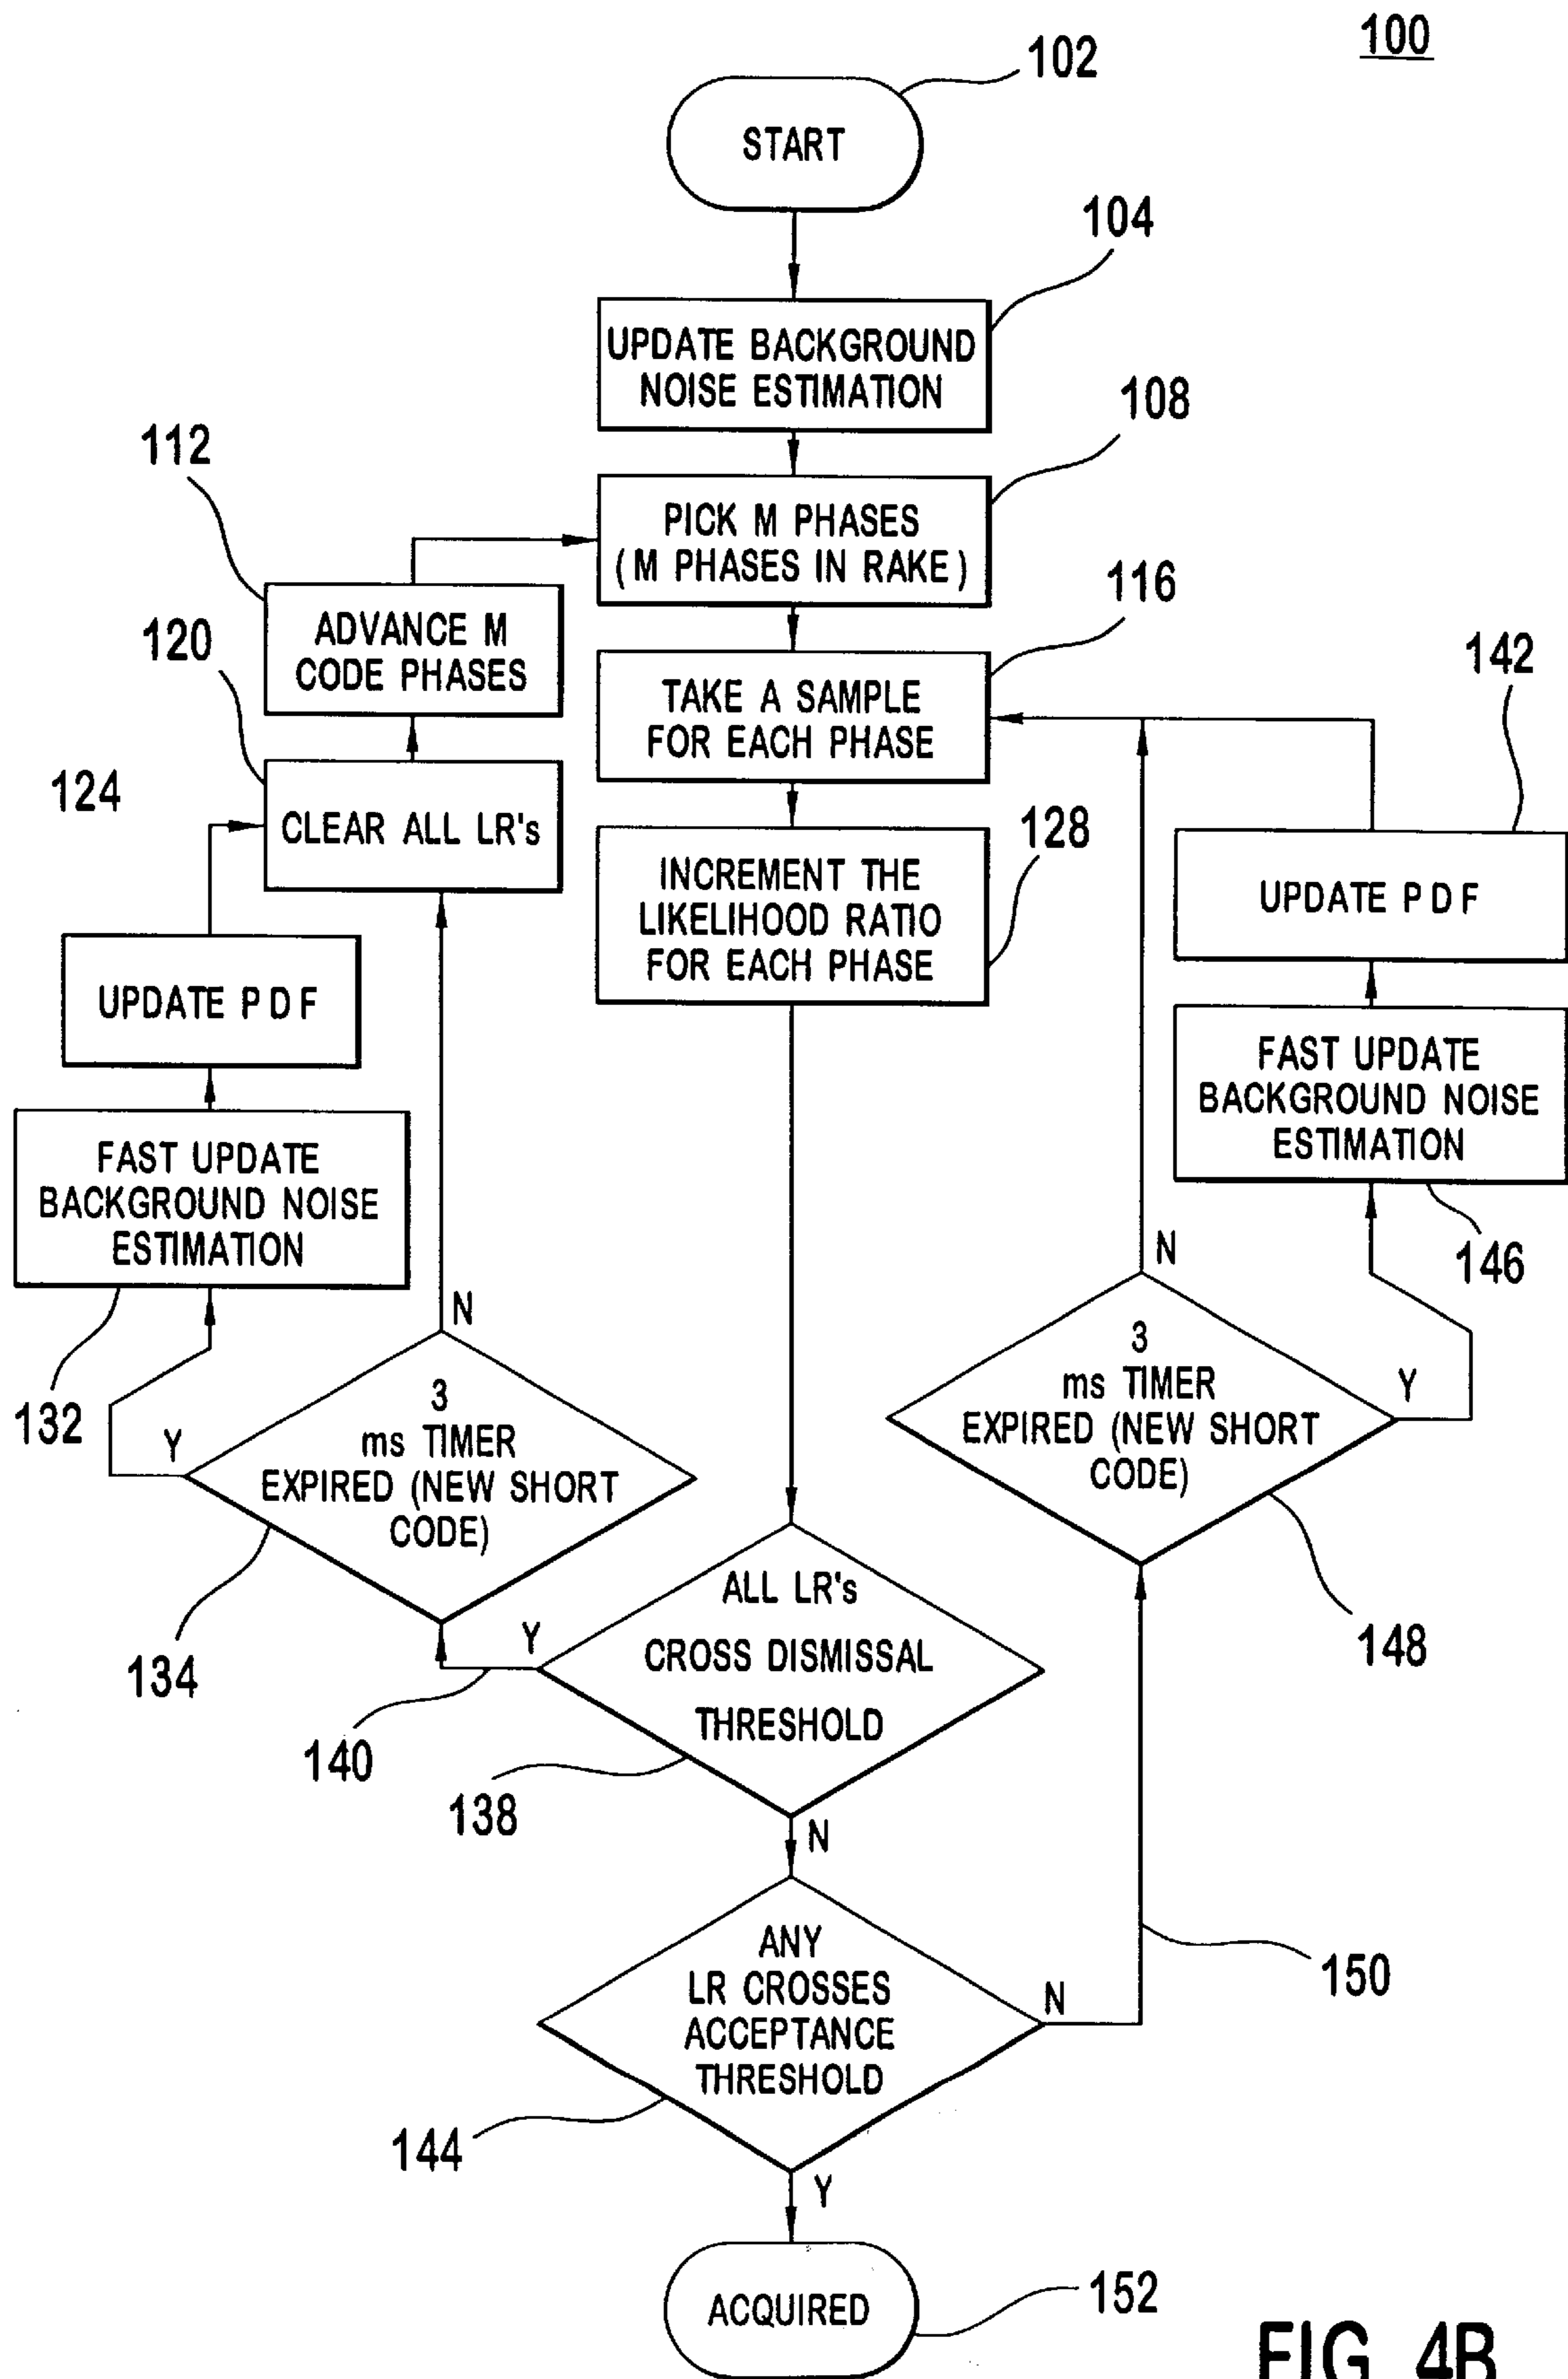 100
102
START
104
UPDATE BACKGROUND
NOISE ESTIMATION
108
112
PICK M PHASES
( M PHASES IN RAKE )
116
ADVANCE M
CODE PHASES
120
TAKE A SAMPLE
FOR EACH PHASE
142
124
CLEAR ALL LR's
128
INCREMENT THE
LIKELIHOOD RATIO
FOR EACH PHASE
UPDATE P D F
UPDATE P D F
FAST UPDATE
BACKGROUND NOISE
ESTIMATION
146
FAST UPDATE
BACKGROUND NOISE
ESTIMATION
132
N
N
3
ms TIMER
EXPIRED (NEW SHORT
CODE)
Y
148
3
ms TIMER
EXPIRED (NEW SHORT
CODE)
Y
134
ALL LR's
CROSS DISMISSAL
THRESHOLD
Y
140
138
N
ANY
LR CROSSES
ACCEPTANCE
THRESHOLD
N
150
144
Y
ACQUIRED
152
FIG. 4B